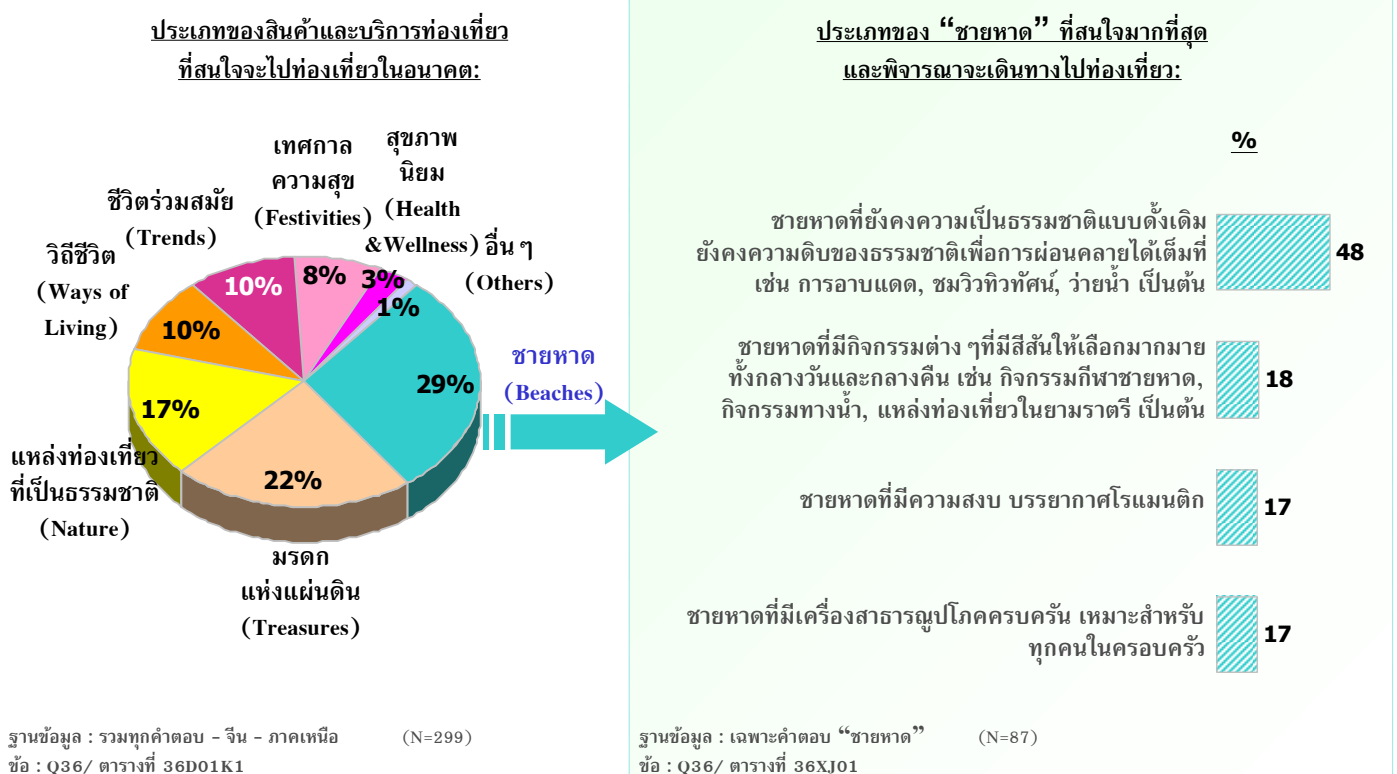 ประเภทของสินค้าและบริการท่องเที่ยว
ที่สนใจจะไปท่องเที่ยวในอนาคต:
เทศกาล
ความสุข
(Festivities)
สุขภาพ
นิยม
(Health
&Wellness)
อื่น ๆ
(Others)
ชีวิตร่วมสมัย
(Trends)
วิถีชีวิต
(Ways of
Living)
10%
8%
3%
1%
10%
29%
17%
22%
ชายหาด
(Beaches)
แหล่งท่องเที่ยว
ที่เป็นธรรมชาติ
(Nature)
มรดก
แห่งแผ่นดิน
(Treasures)
ฐานข้อมูล : รวมทุกคำตอบ - จีน - ภาคเหนือ (N=299)
ข้อ : Q36/ ตารางที่ 36D01K1
ประเภทของ “ชายหาด” ที่สนใจมากที่สุด
และพิจารณาจะเดินทางไปท่องเที่ยว:
%
ชายหาดที่ยังคงความเป็นธรรมชาติแบบดั้งเดิม
ยังคงความดิบของธรรมชาติเพื่อการผ่อนคลายได้เต็มที่
เช่น การอาบแดด, ชมวิวทิวทัศน์, ว่ายน้ำ เป็นต้น
48
ชายหาดที่มีกิจกรรมต่าง ๆที่มีสีสันให้เลือกมากมาย
ทั้งกลางวันและกลางคืน เช่น กิจกรรมกีฬาชายหาด,
กิจกรรมทางน้ำ, แหล่งท่องเที่ยวในยามราตรี เป็นต้น
18
ชายหาดที่มีความสงบ บรรยากาศโรแมนติก
17
ชายหาดที่มีเครื่องสาธารณูปโภคครบครัน เหมาะสำหรับ
ทุกคนในครอบครัว
17
ฐานข้อมูล : เฉพาะคำตอบ “ชายหาด” (N=87)
ข้อ : Q36/ ตารางที่ 36XJ01